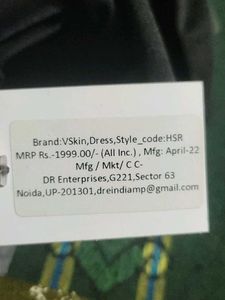 Brand:VSkin,Dress,Style_code:HSR
MRP Rs.-1999.00/- (All Inc.) , Mfg: April-22
Mfg / Mkt/ C C-
DR Enterprises,G221,Sector 63
Noida,UP-201301,dreindiamp@gmail.com